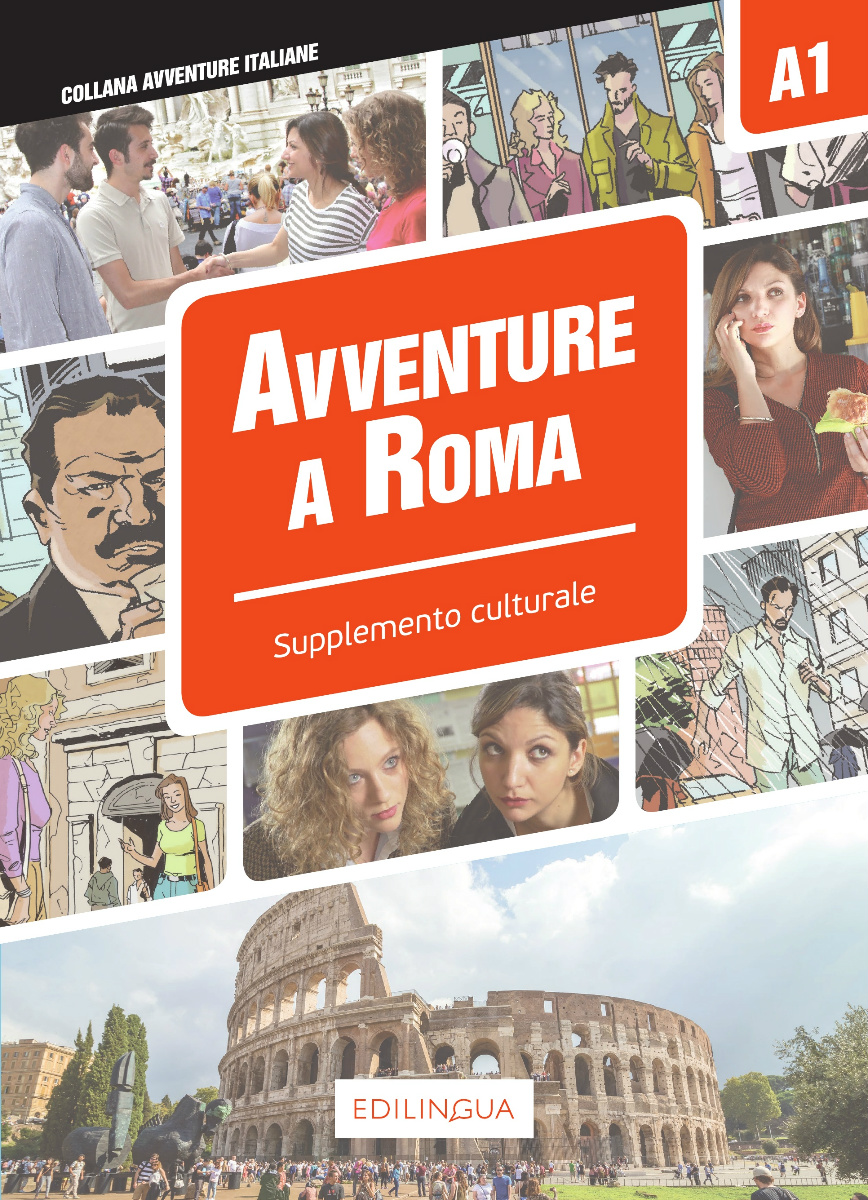 COLLANA AVVENTURE ITALIANE
A1
AVVENTURE
A ROMA
Supplemento culturale
EDILINGUA